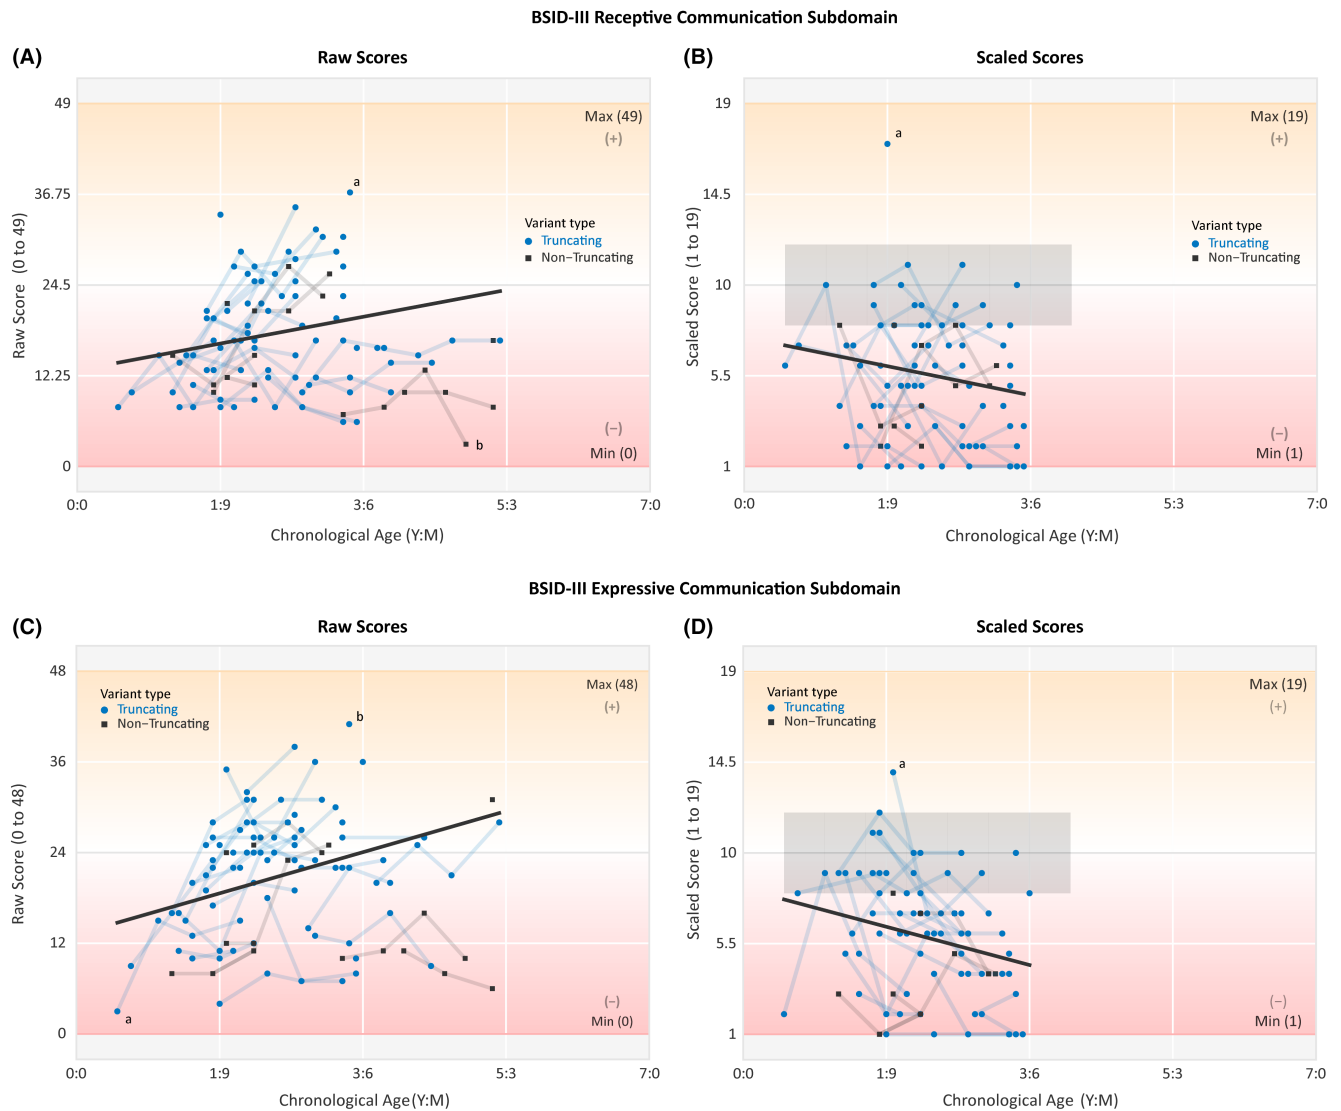 BSID-III Receptive Communication Subdomain
(A)
Raw Scores
49
36.75
24.5
12.25
0
Raw Score (0 to 49)
Max (49)
(+)
a
Variant type
Truncating
Non-Truncating
(−)
b
Min (0)
0:0
1:9
3:6
5:3
7:0
Chronological Age (Y:M)
(B)
Scaled Scores
19
14.5
10
5.5
1
Scaled Score (1 to 19)
Max (19)
(+)
a
Variant type
Truncating
Non-Truncating
(−)
Min (1)
0:0
1:9
3:6
5:3
7:0
Chronological Age (Y:M)
BSID-III Expressive Communication Subdomain
(C)
Raw Scores
48
36
24
12
0
Raw Score (0 to 48)
Max (48)
(+)
Variant type
Truncating
Non−Truncating
b
a
(−)
Min (0)
0:0
1:9
3:6
5:3
7:0
Chronological Age (Y:M)
(D)
Scaled Scores
19
14.5
10
5.5
1
Scaled Score (1 to 19)
Max (19)
(+)
Variant type
Truncating
Non−Truncating
a
(−)
Min (1)
0:0
1:9
3:6
5:3
7:0
Chronological Age (Y:M)